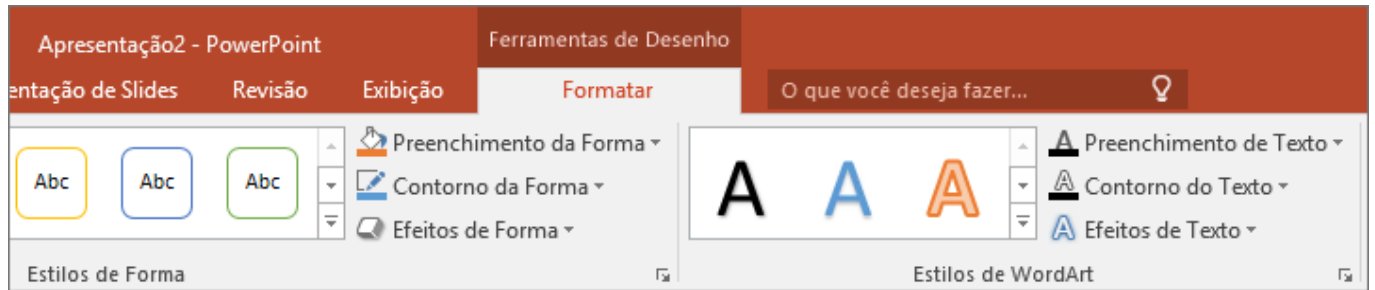 Apresentação2 - PowerPoint
Ferramentas de Desenho
entação de Slides Revisão Exibição Formatar O que você deseja fazer...
Abc Abc Abc
Preenchimento da Forma
Contorno da Forma
Efeitos de Forma
Estilos de Forma
A A A
Preenchimento de Texto
Contorno do Texto
Efeitos de Texto
Estilos de WordArt